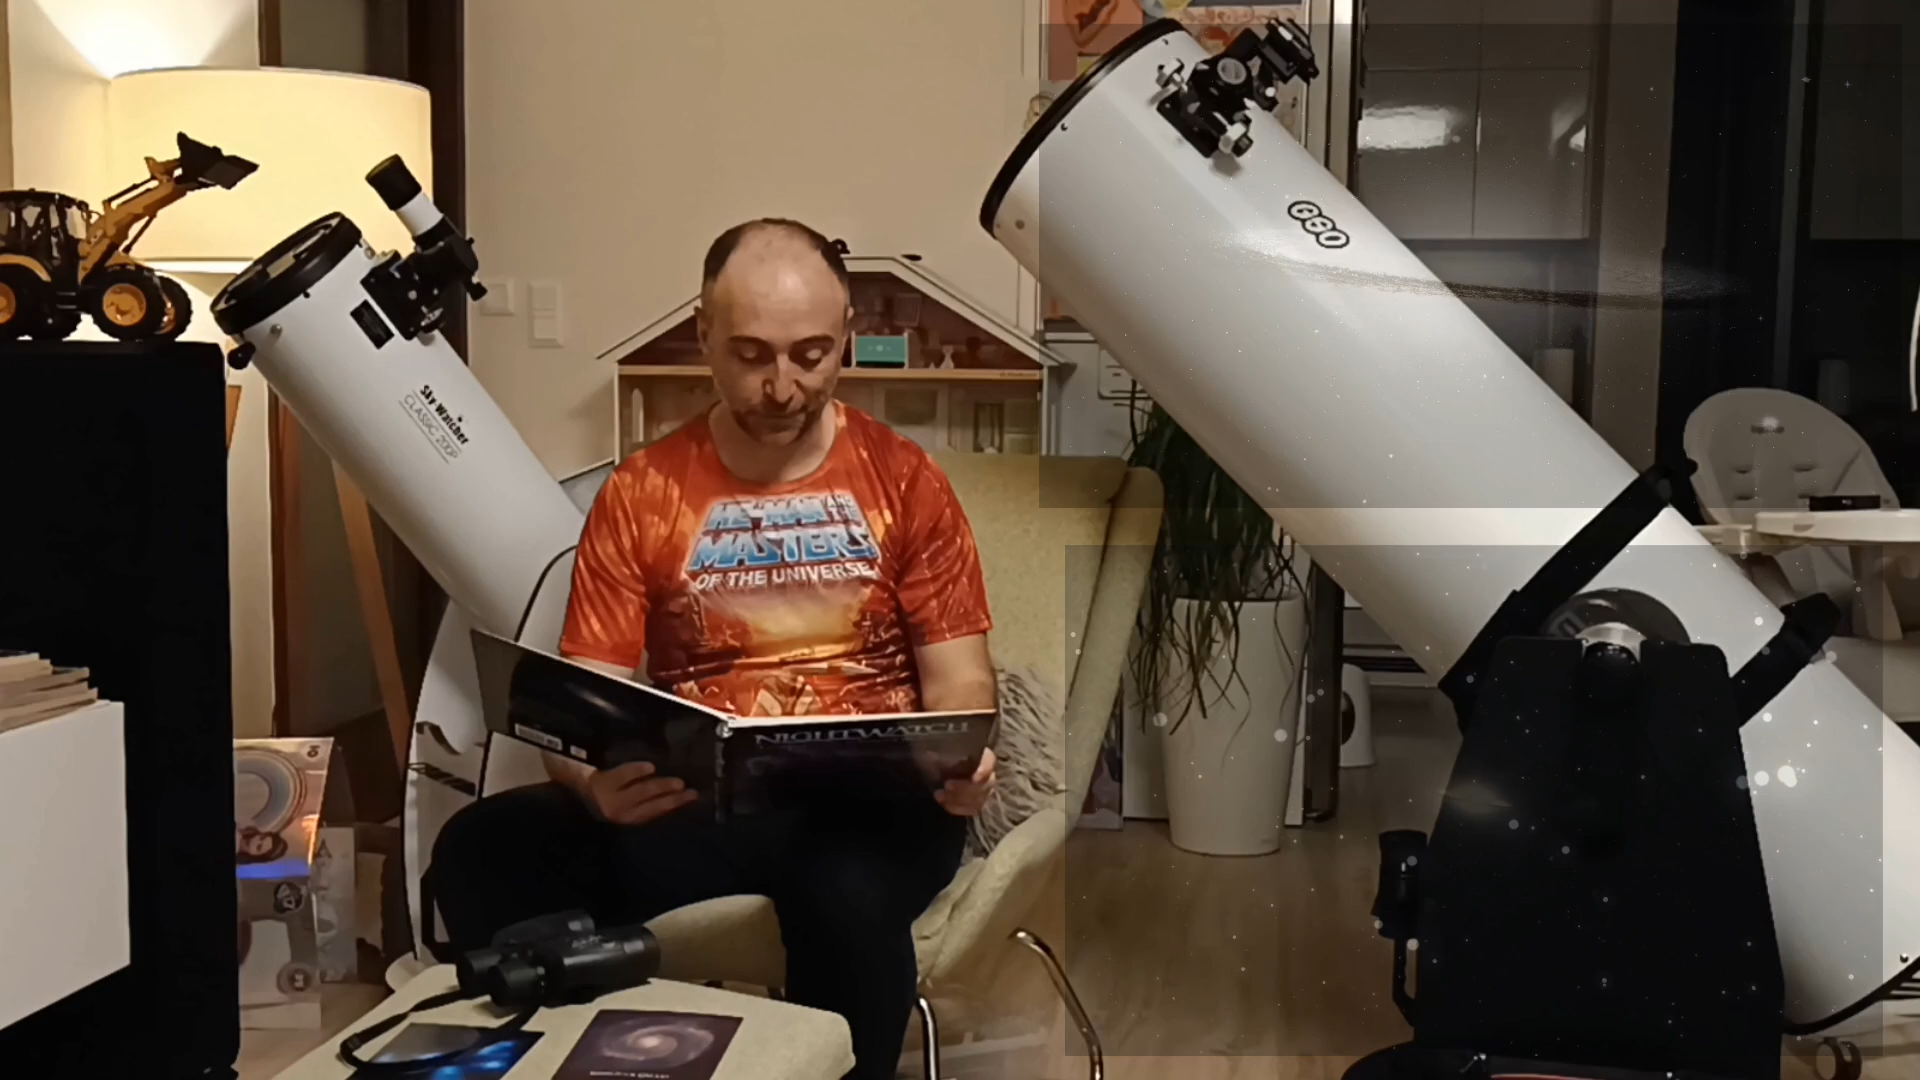 GSO
Sky-Watcher
CLASSIC 200P
HE-MAN AND THE
MASTERS
OF THE UNIVERSE
NIGHTWATCH